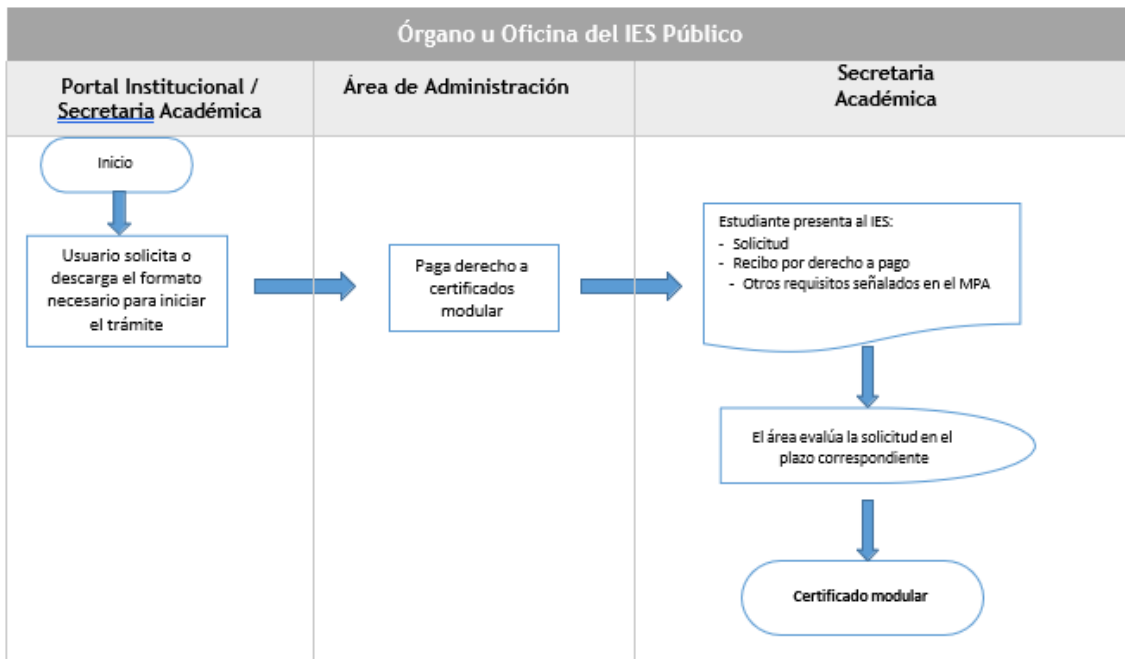 Órgano u Oficina del IES Público
Portal Institucional /
Secretaria Académica
Área de Administración
Secretaria
Académica
Inicio
Usuario solicita o
descarga el formato
necesario para iniciar
el trámite
Paga derecho a
certificados
modular
Estudiante presenta al IES:
- Solicitud
- Recibo por derecho a pago
- Otros requisitos señalados en el MPA
El área evalúa la solicitud en el
plazo correspondiente
Certificado modular